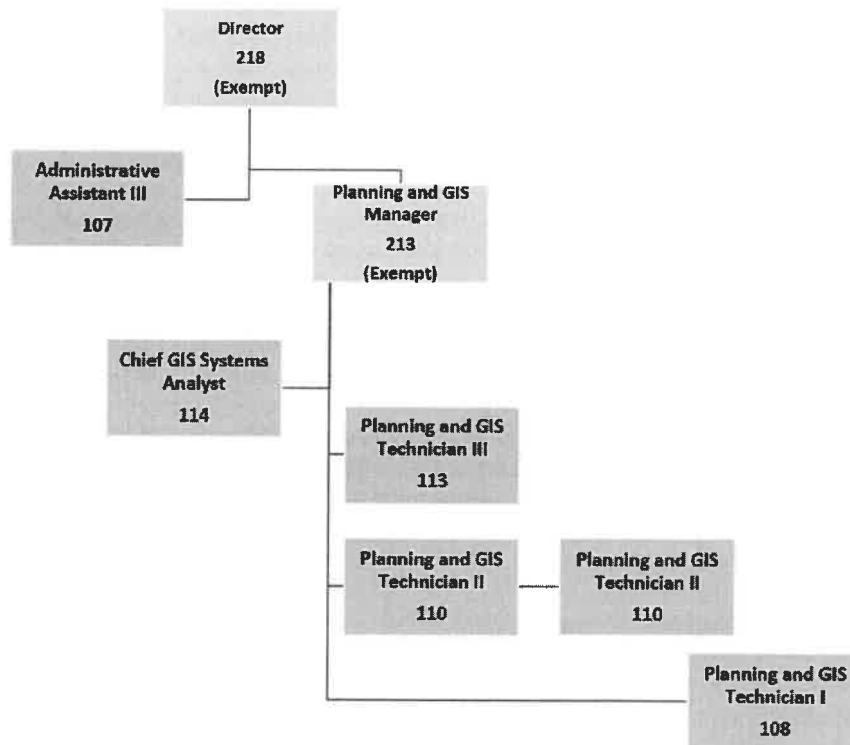 Director
218
(Exempt)
Administrative
Assistant III
107
Planning and GIS
Manager
213
(Exempt)
Chief GIS Systems
Analyst
114
Planning and GIS
Technician III
113
Planning and GIS
Technician II
110
Planning and GIS
Technician II
110
Planning and GIS
Technician I
108